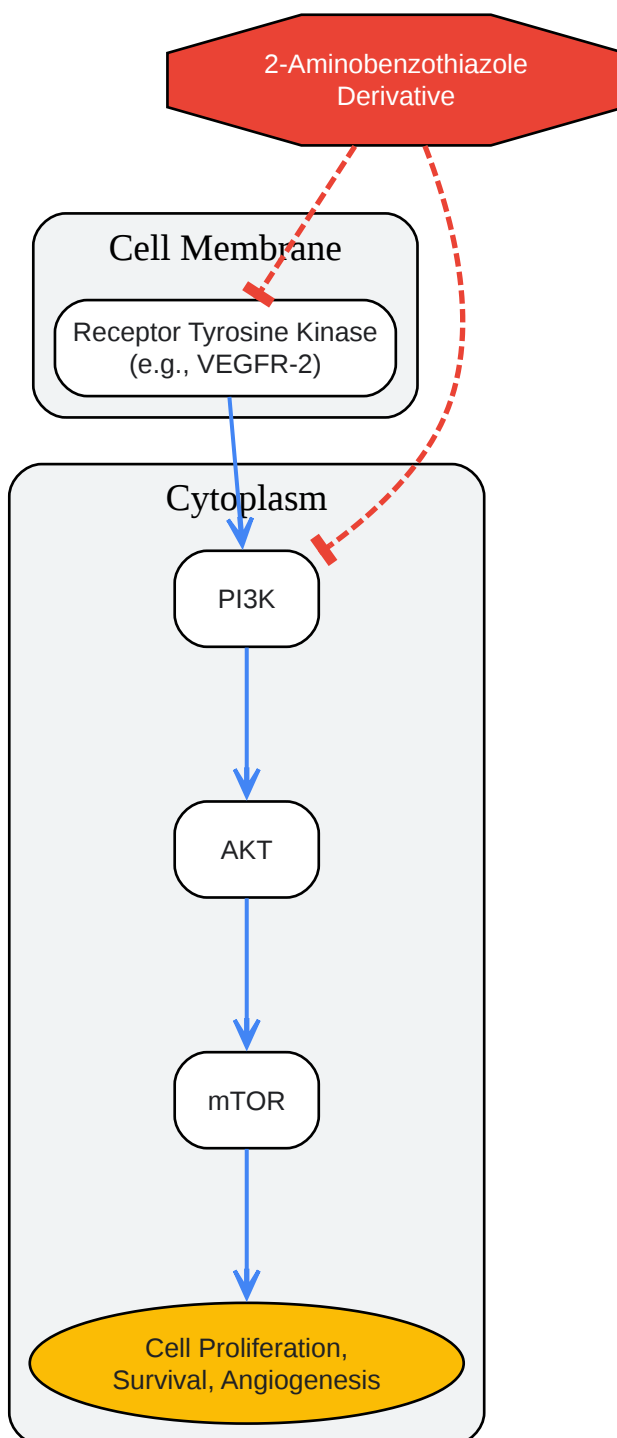 2-Aminobenzothiazole
Derivative
Cell Membrane
Receptor Tyrosine Kinase
(e.g., VEGFR-2)
Cytoplasm
PI3K
AKT
mTOR
Cell Proliferation,
Survival, Angiogenesis